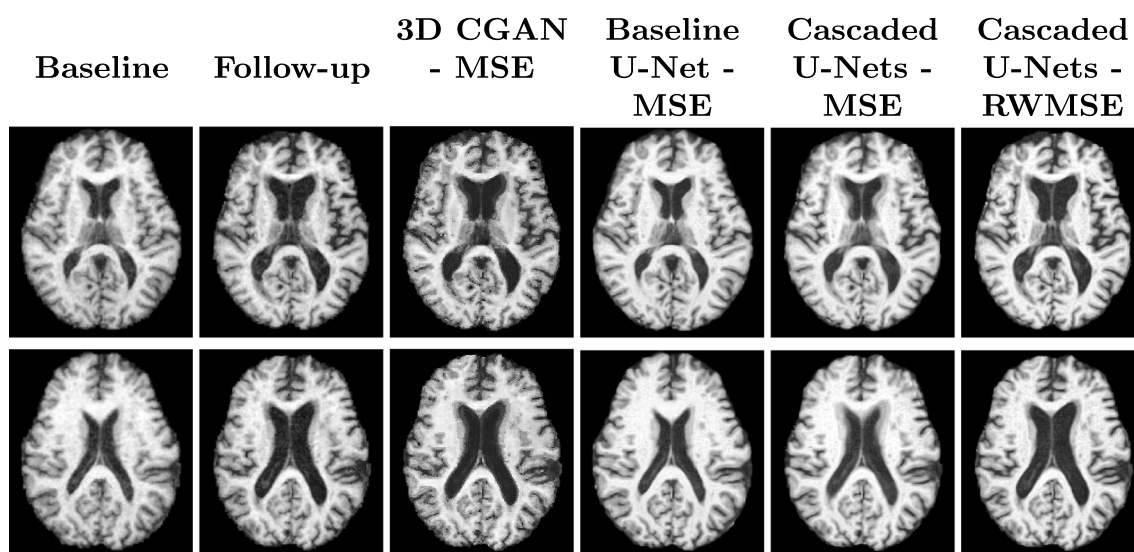 Baseline
Follow-up
3D CGAN
- MSE
Baseline
U-Net -
MSE
Cascaded
U-Nets -
MSE
Cascaded
U-Nets -
RWMSE